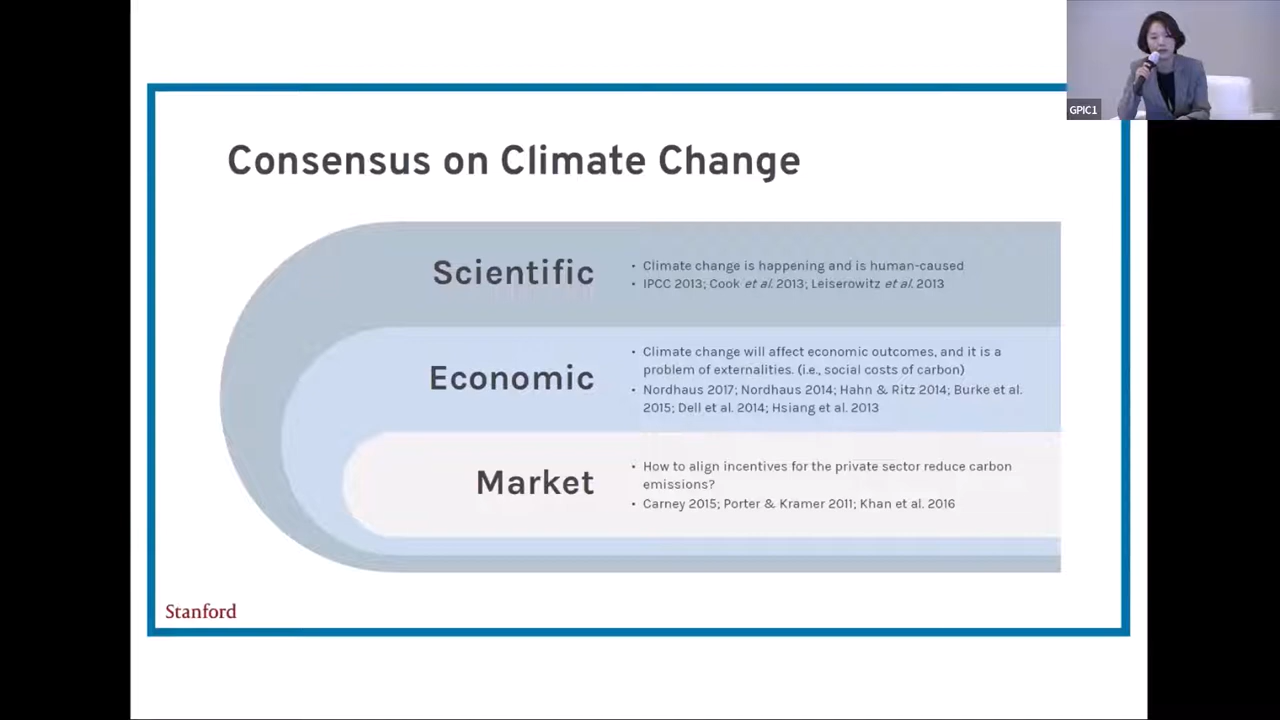 GPIC1
Consensus on Climate Change
Scientific
• Climate change is happening and is human-caused
• IPCC 2013; Cook et al. 2013; Leiserowitz et al. 2013
Economic
• Climate change will affect economic outcomes, and it is a
problem of externalities. (i.e., social costs of carbon)
• Nordhaus 2017; Nordhaus 2014; Hahn & Ritz 2014; Burke et al.
2015; Dell et al. 2014; Hsiang et al. 2013
Market
• How to align incentives for the private sector reduce carbon
emissions?
• Carney 2015; Porter & Kramer 2011; Khan et al. 2016
Stanford